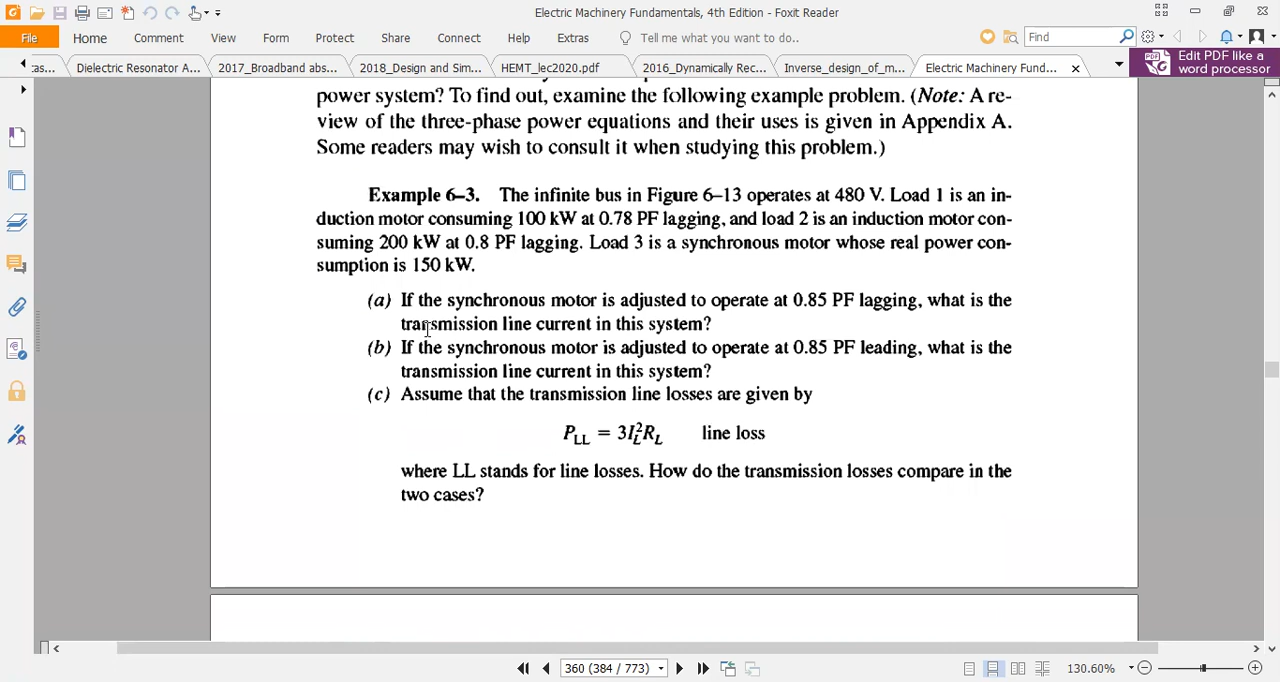 Electric Machinery Fundamentals, 4th Edition - Foxit Reader
File Home Comment View Form Protect Share Connect Help Extras Tell me what you want to do... Find
Edit PDF like a
word processor
tas... Dielectric Resonator A... 2017_Broadband abs... 2018_Design and ... HEMT_lec2020.pdf 2016_Dynamically Rec... Inverse_design_of_m... Electric Machinery Fund...
power system? To find out, examine the following example problem. (Note: A re-
view of the three-phase power equations and their uses is given in Appendix A.
Some readers may wish to consult it when studying this problem.)
Example 6–3. The infinite bus in Figure 6–13 operates at 480 V. Load 1 is an in-
duction motor consuming 100 kW at 0.78 PF lagging, and load 2 is an induction motor con-
suming 200 kW at 0.8 PF lagging. Load 3 is a synchronous motor whose real power con-
sumption is 150 kW.
(a) If the synchronous motor is adjusted to operate at 0.85 PF lagging, what is the
transmission line current in this system?
(b) If the synchronous motor is adjusted to operate at 0.85 PF leading, what is the
transmission line current in this system?
(c) Assume that the transmission line losses are given by
P_LL = 3I_L^2 R_L line loss
where LL stands for line losses. How do the transmission losses compare in the
two cases?
360 (384 / 773) 130.60%